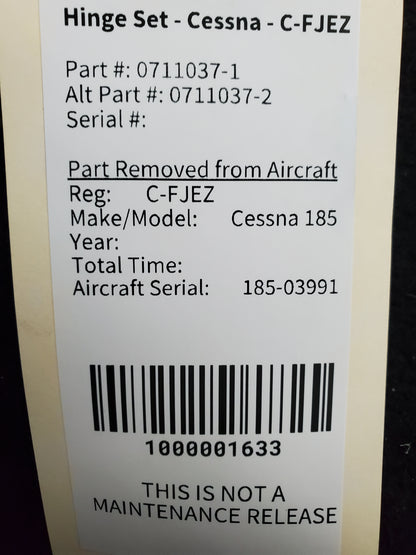 Hinge Set - Cessna - C-FJEZ
Part #: 0711037-1
Alt Part #: 0711037-2
Serial #:
Part Removed from Aircraft
Reg: C-FJEZ
Make/Model: Cessna 185
Year:
Total Time:
Aircraft Serial: 185-03991
1000001633
THIS IS NOT A
MAINTENANCE RELEASE